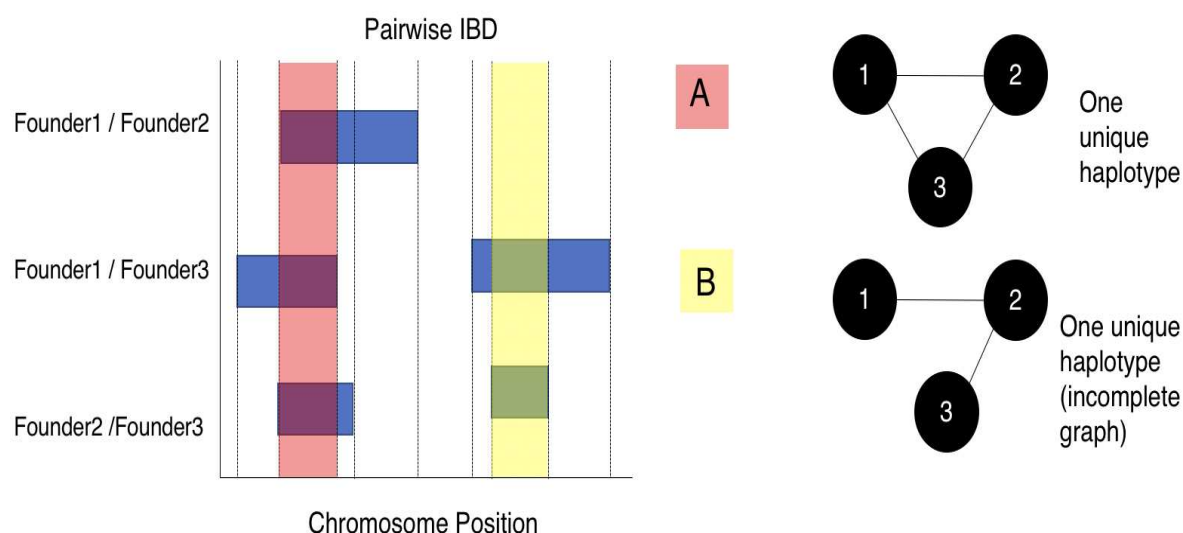 Pairwise IBD
Founder1 / Founder2
Founder1 / Founder3
Founder2 /Founder3
Chromosome Position
A
B
1
2
3
One
unique
haplotype
1
2
3
One unique
haplotype
(incomplete
graph)